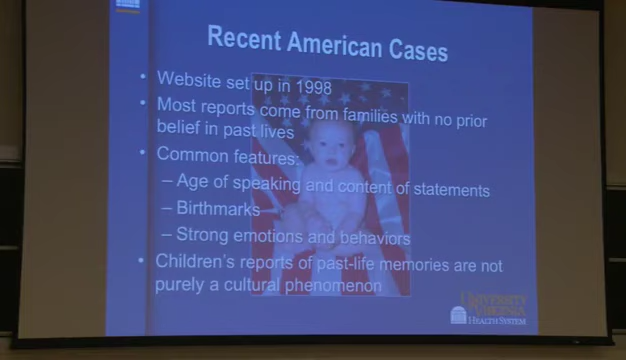 Recent American Cases
• Website set up in 1998
• Most reports come from families with no prior
belief in past lives
• Common features:
– Age of speaking and content of statements
– Birthmarks
– Strong emotions and behaviors
• Children's reports of past-life memories are not
purely a cultural phenomenon
UNIVERSITY
VIRGINIA
HEALTH SYSTEM